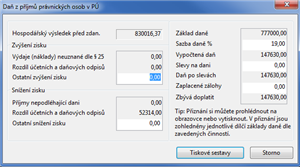 Daň z příjmů právnických osob v PÚ
Hospodářský výsledek před zdan. 830016,37
Zvýšení zisku
Výdaje (náklady) neuznané dle § 25 0,00
Rozdíl účetních a daňových odpisů 0,00
Ostatní zvýšení zisku 0,00
Snížení zisku
Příjmy nepodléhající dani 0,00
Rozdíl účetních a daňových odpisů 52314,00
Ostatní snížení zisku 0,00
Základ daně 777000,00
Sazba daně % 19,00
Vypočtená daň 147630,00
Slevy na dani 0,00
Daň po slevách 147630,00
Zaplacené zálohy 0,00
Zbývá doplatit 147630,00
Tip: Přiznání si můžete prohlédnout na
obrazovce nebo vytisknout. V přiznání jsou
zohledněny jednotlivé dílčí základy daně dle
zavedených činností.
Tiskové sestavy Storno